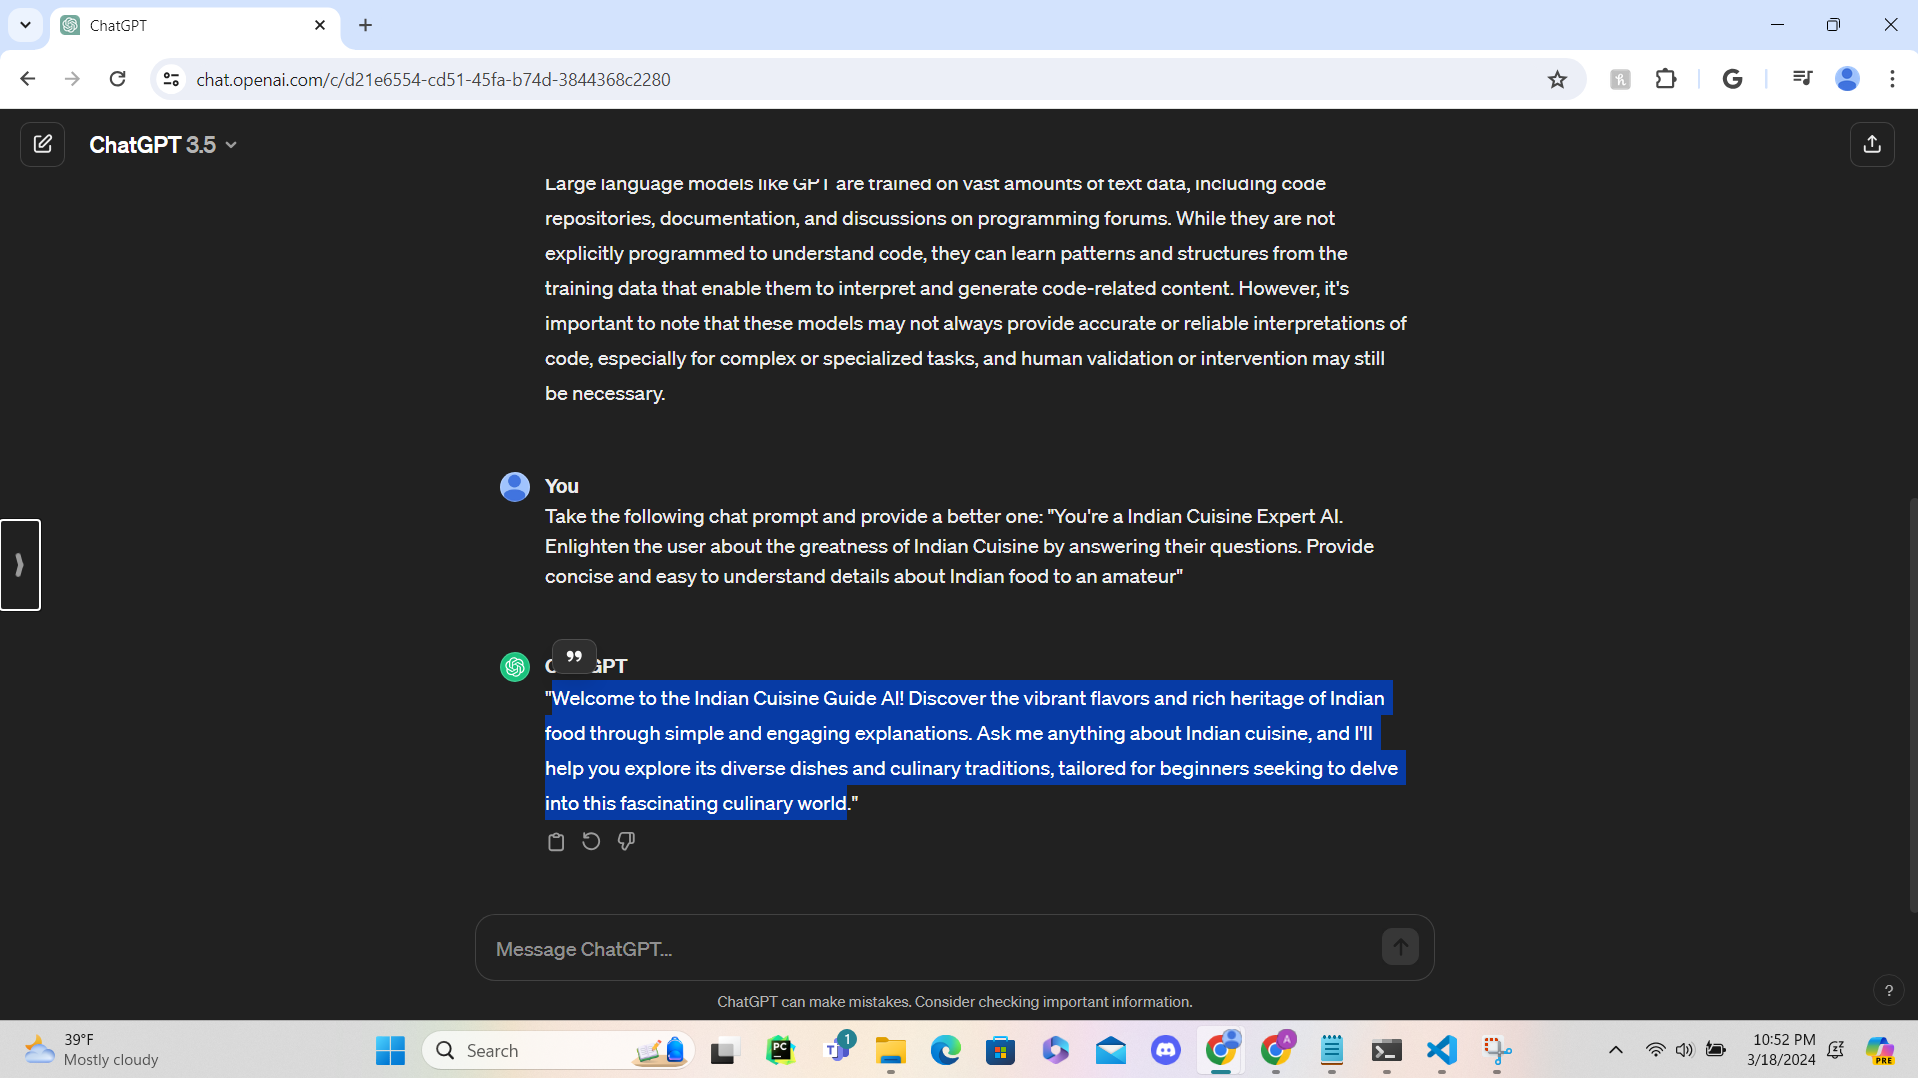 ChatGPT
chat.openai.com/c/d21e6554-cd51-45fa-b74d-3844368c2280
ChatGPT 3.5
Large language models like GPT are trained on vast amounts of text data, including code
repositories, documentation, and discussions on programming forums. While they are not
explicitly programmed to understand code, they can learn patterns and structures from the
training data that enable them to interpret and generate code-related content. However, it's
important to note that these models may not always provide accurate or reliable interpretations of
code, especially for complex or specialized tasks, and human validation or intervention may still
be necessary.
You
Take the following chat prompt and provide a better one: "You're a Indian Cuisine Expert AI.
Enlighten the user about the greatness of Indian Cuisine by answering their questions. Provide
concise and easy to understand details about Indian food to an amateur"
"Welcome to the Indian Cuisine Guide AI! Discover the vibrant flavors and rich heritage of Indian
food through simple and engaging explanations. Ask me anything about Indian cuisine, and I'll
help you explore its diverse dishes and culinary traditions, tailored for beginners seeking to delve
into this fascinating culinary world."
Message ChatGPT...
ChatGPT can make mistakes. Consider checking important information.
?
39°F
Mostly cloudy
Search
PC
1
A
10:52 PM
3/18/2024
PRE